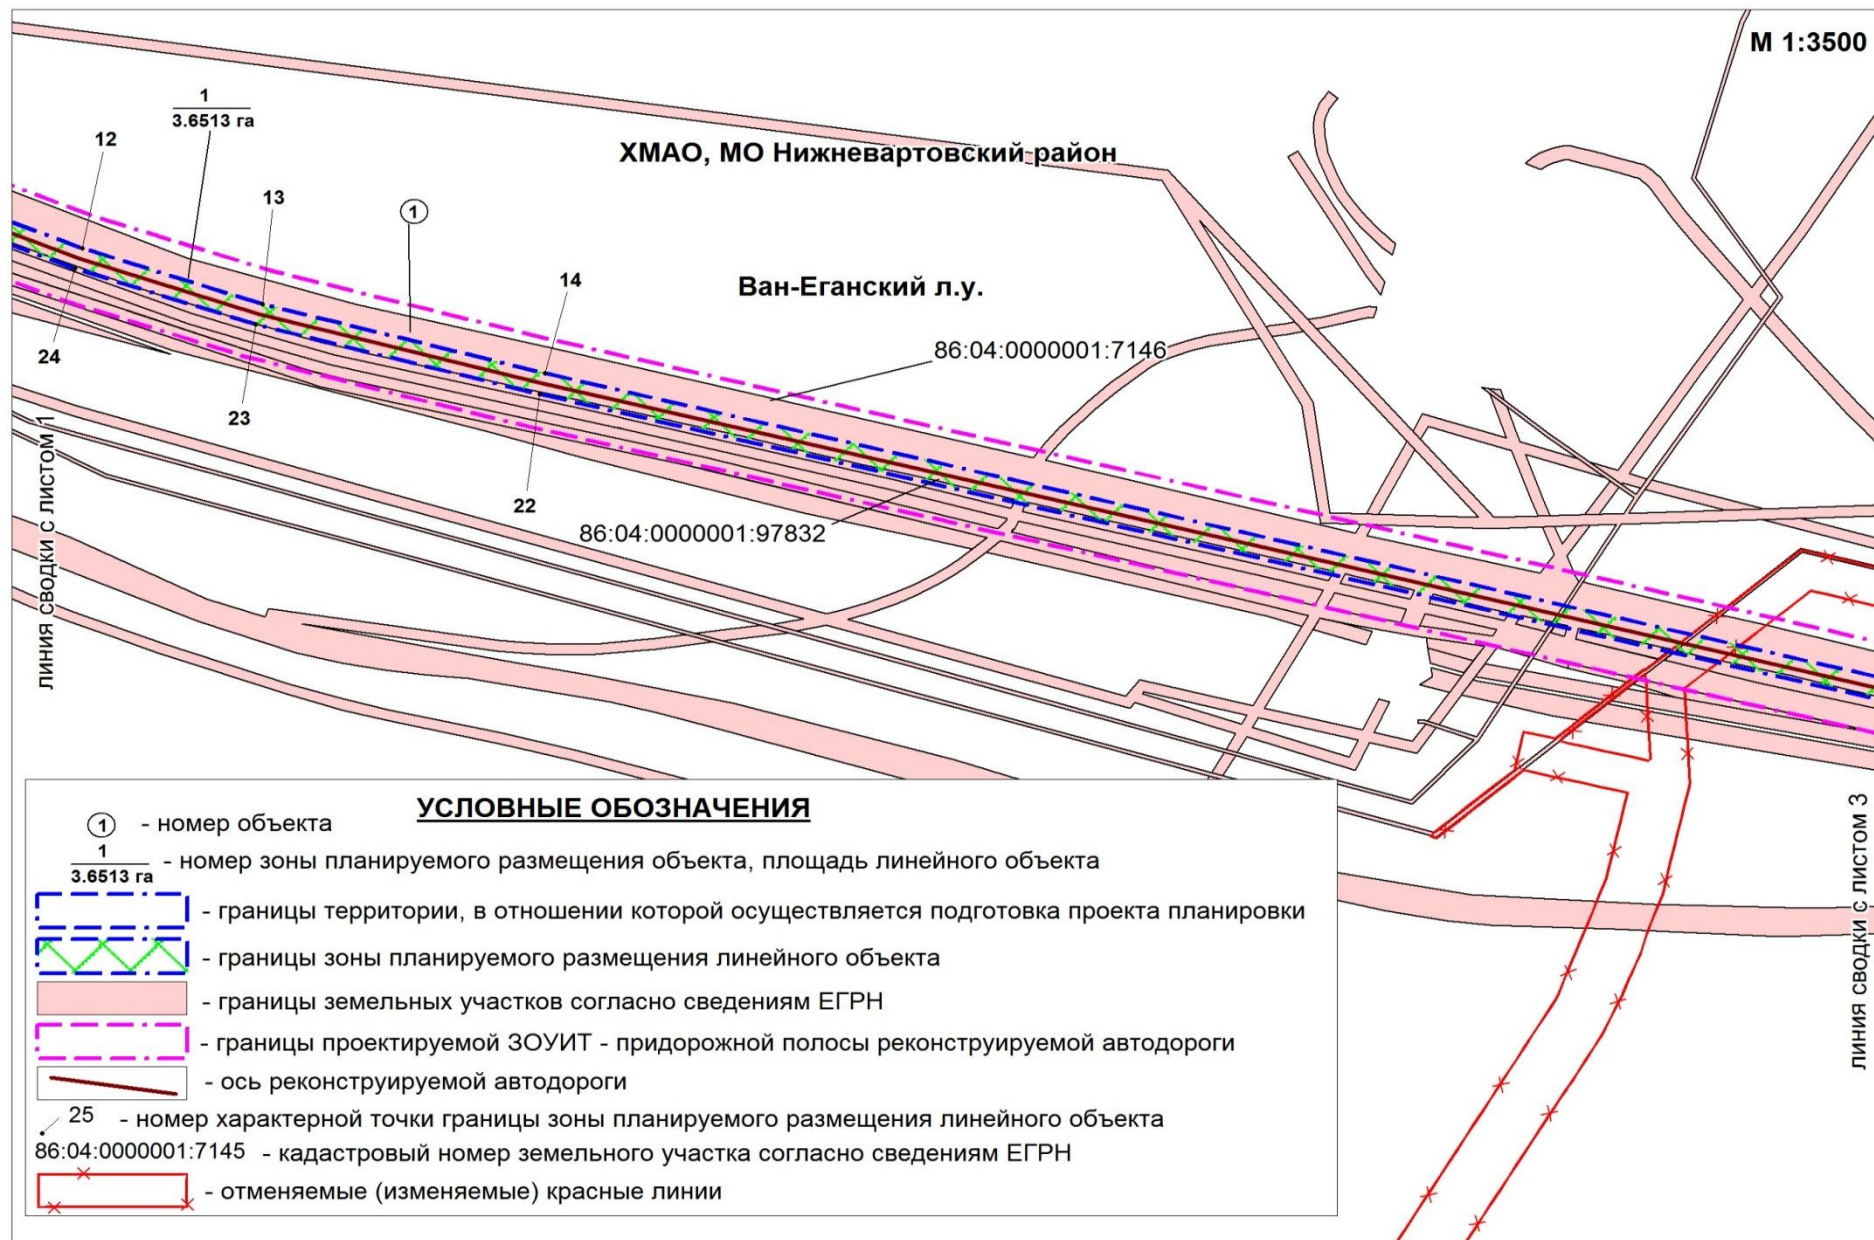 М 1:3500
1
3.6513 га
12
ХМАО, МО Нижневартовский район
13
1
14
Ван-Еганский л.у.
86:04:0000001:7146
24
23
22
86:04:0000001:97832
линия сводки с листом 1
линия сводки с листом 3
УСЛОВНЫЕ ОБОЗНАЧЕНИЯ
1 - номер объекта
1
3.6513 га - номер зоны планируемого размещения объекта, площадь линейного объекта
- границы территории, в отношении которой осуществляется подготовка проекта планировки
- границы зоны планируемого размещения линейного объекта
- границы земельных участков согласно сведениям ЕГРН
- границы проектируемой ЗОУИТ - придорожной полосы реконструируемой автодороги
- ось реконструируемой автодороги
25 - номер характерной точки границы зоны планируемого размещения линейного объекта
86:04:0000001:7145 - кадастровый номер земельного участка согласно сведениям ЕГРН
- отменяемые (изменяемые) красные линии